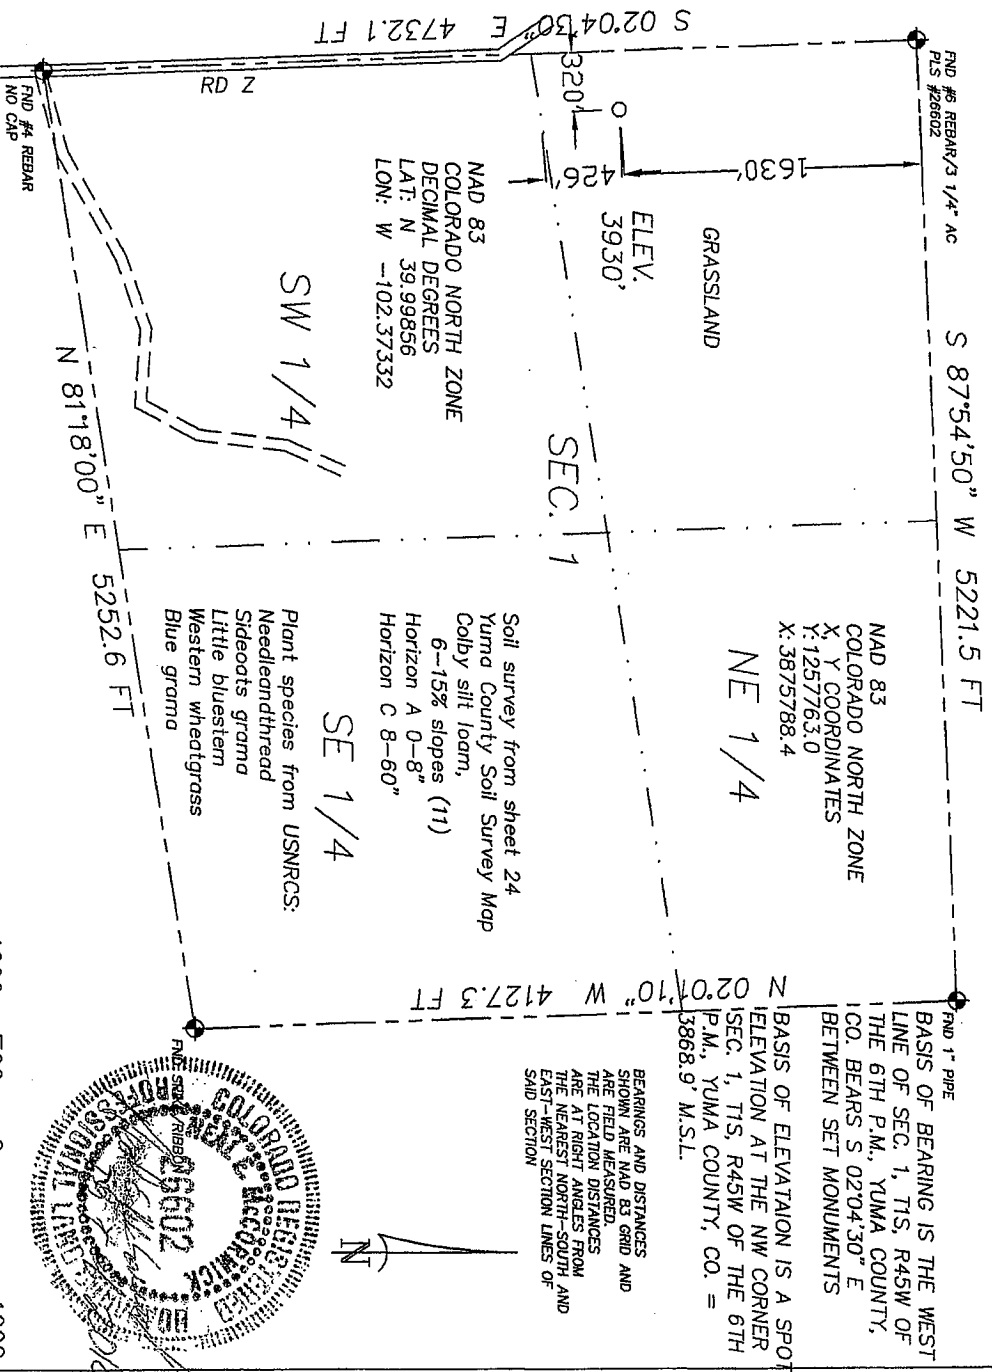 FND #6 REBAR/3 1/4" AC
PLS #26602
S 87°54'50" W 5221.5 FT
FND 1" PIPE
S 02°04'30" E 4732.1 FT
RD Z
320'
1630'
426'
ELEV.
3930'
GRASSLAND
NAD 83
COLORADO NORTH ZONE
X, Y COORDINATES
Y:1257763.0
X:3875788.4
NE 1/4
SEC. 1
NAD 83
COLORADO NORTH ZONE
DECIMAL DEGREES
LAT: N 39.99856
LON: W -102.37332
SW 1/4
Soil survey from sheet 24
Yuma County Soil Survey Map
Colby silt loam,
6-15% slopes (11)
Horizon A 0-8"
Horizon C 8-60"
SE 1/4
Plant species from USNRCS:
Needleandthread
Sideoats grama
Little bluestem
Western wheatgrass
Blue grama
N 81°18'00" E 5252.6 FT
FND #4 REBAR
NO CAP
N 02°01'10" W 4127.3 FT
BASIS OF BEARING IS THE WEST
LINE OF SEC. 1, T1S, R45W OF
THE 6TH P.M., YUMA COUNTY,
CO. BEARS S 02°04'30" E
BETWEEN SET MONUMENTS
BASIS OF ELEVATAION IS A SPOT
ELEVATION AT THE NW CORNER
SEC. 1, T1S, R45W OF THE 6TH
P.M., YUMA COUNTY, CO. =
3868.9' M.S.L.
BEARINGS AND DISTANCES
SHOWN ARE NAD 83 GRID AND
ARE FIELD MEASURED.
THE LOCATION DISTANCES
ARE AT RIGHT ANGLES FROM
THE NEAREST NORTH-SOUTH AND
EAST-WEST SECTION LINES OF
SAID SECTION
N
FND RIBBON
COLORADO REGISTERED
McCORMICK
26602
PROFESSIONAL LAND